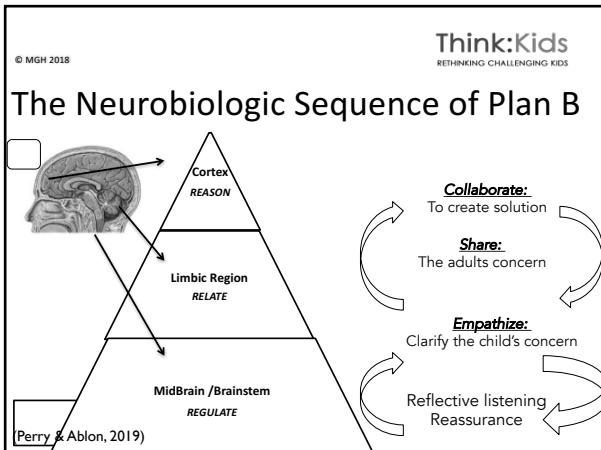 © MGH 2018
Think:Kids
RETHINKING CHALLENGING KIDS
The Neurobiologic Sequence of Plan B
Cortex
REASON
Limbic Region
RELATE
MidBrain /Brainstem
REGULATE
(Perry & Ablon, 2019)
Collaborate:
To create solution
Share:
The adults concern
Empathize:
Clarify the child's concern
Reflective listening
Reassurance